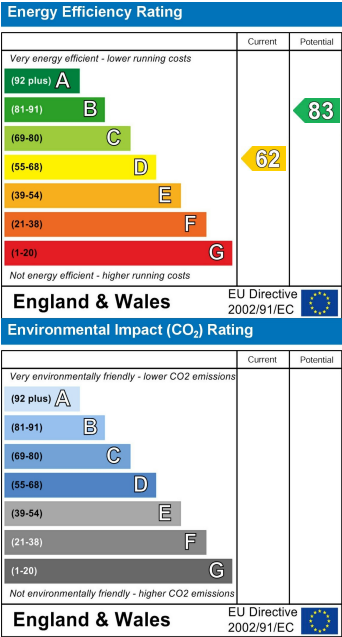 Energy Efficiency Rating
Current Potential
Very energy efficient - lower running costs
(92 plus) A
(81-91) B
83
(69-80) C
(55-68) D
62
(39-54) E
(21-38) F
(1-20) G
Not energy efficient - higher running costs
England & Wales
EU Directive
2002/91/EC
Environmental Impact (CO₂) Rating
Current Potential
Very environmentally friendly - lower CO2 emissions
(92 plus) A
(81-91) B
(69-80) C
(55-68) D
(39-54) E
(21-38) F
(1-20) G
Not environmentally friendly - higher CO2 emissions
England & Wales
EU Directive
2002/91/EC